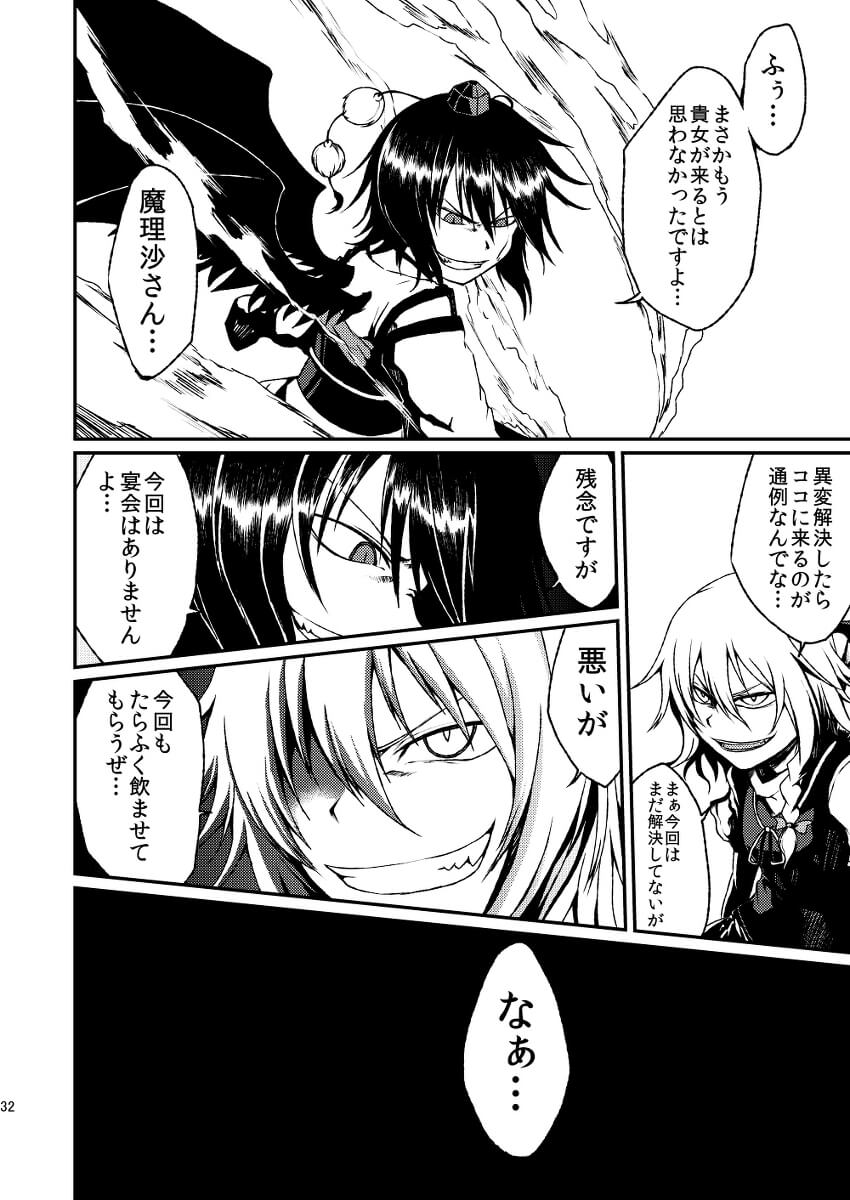 ふぅ…
まさかもう
貴女が来るとは
思わなかったですよ…
魔理沙さん…
異変解決したら
ココに来るのが
通例なんでな…
まぁ今回は
まだ解決してないが
残念ですが
今回は
宴会はありません
よ…
悪いが
今回も
たらふく飲ませて
もらうぜ…
なぁ…
32